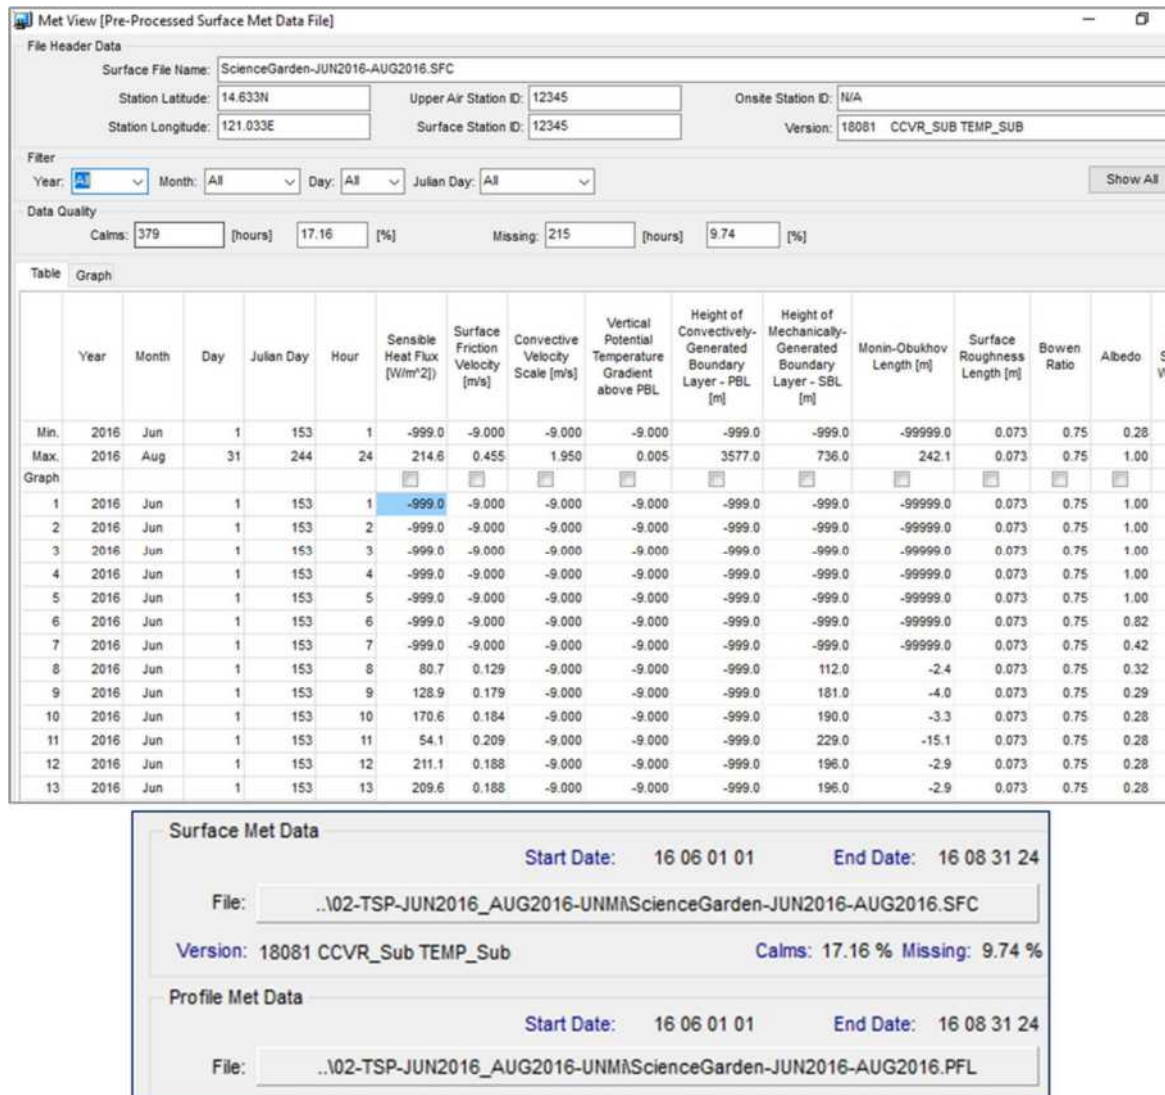 Met View [Pre-Processed Surface Met Data File]
File Header Data
Surface File Name: ScienceGarden-JUN2016-AUG2016.SFC
Station Latitude: 14.633N Upper Air Station ID: 12345 Onsite Station ID: N/A
Station Longitude: 121.033E Surface Station ID: 12345 Version: 18081 CCVR_SUB TEMP_SUB
Filter
Year: All Month: All Day: All Julian Day: All Show All
Data Quality
Calms: 379 [hours] 17.16 [%] Missing: 215 [hours] 9.74 [%]
Table Graph
Year Month Day Julian Day Hour Sensible Heat Flux [W/m^2]) Surface Friction Velocity [m/s] Convective Velocity Scale [m/s] Vertical Potential Temperature Gradient above PBL Height of Convectively-Generated Boundary Layer - PBL [m] Height of Mechanically-Generated Boundary Layer - SBL [m] Monin-Obukhov Length [m] Surface Roughness Length [m] Bowen Ratio Albedo
Min. 2016 Jun 1 153 1 -999.0 -9.000 -9.000 -9.000 -999.0 -999.0 -99999.0 0.073 0.75 0.28
Max. 2016 Aug 31 244 24 214.6 0.455 1.950 0.005 3577.0 736.0 242.1 0.073 0.75 1.00
Graph
1 2016 Jun 1 153 1 -999.0 -9.000 -9.000 -9.000 -999.0 -999.0 -99999.0 0.073 0.75 1.00
2 2016 Jun 1 153 2 -999.0 -9.000 -9.000 -9.000 -999.0 -999.0 -99999.0 0.073 0.75 1.00
3 2016 Jun 1 153 3 -999.0 -9.000 -9.000 -9.000 -999.0 -999.0 -99999.0 0.073 0.75 1.00
4 2016 Jun 1 153 4 -999.0 -9.000 -9.000 -9.000 -999.0 -999.0 -99999.0 0.073 0.75 1.00
5 2016 Jun 1 153 5 -999.0 -9.000 -9.000 -9.000 -999.0 -999.0 -99999.0 0.073 0.75 1.00
6 2016 Jun 1 153 6 -999.0 -9.000 -9.000 -9.000 -999.0 -999.0 -99999.0 0.073 0.75 0.82
7 2016 Jun 1 153 7 -999.0 -9.000 -9.000 -9.000 -999.0 -999.0 -99999.0 0.073 0.75 0.42
8 2016 Jun 1 153 8 80.7 0.129 -9.000 -9.000 -999.0 112.0 -2.4 0.073 0.75 0.32
9 2016 Jun 1 153 9 128.9 0.179 -9.000 -9.000 -999.0 181.0 -4.0 0.073 0.75 0.29
10 2016 Jun 1 153 10 170.6 0.184 -9.000 -9.000 -999.0 190.0 -3.3 0.073 0.75 0.28
11 2016 Jun 1 153 11 54.1 0.209 -9.000 -9.000 -999.0 229.0 -15.1 0.073 0.75 0.28
12 2016 Jun 1 153 12 211.1 0.188 -9.000 -9.000 -999.0 196.0 -2.9 0.073 0.75 0.28
13 2016 Jun 1 153 13 209.6 0.188 -9.000 -9.000 -999.0 196.0 -2.9 0.073 0.75 0.28
Surface Met Data
Start Date: 16 06 01 01 End Date: 16 08 31 24
File: ..\02-TSP-JUN2016_AUG2016-UNMI\ScienceGarden-JUN2016-AUG2016.SFC
Version: 18081 CCVR_Sub TEMP_Sub Calms: 17.16 % Missing: 9.74 %
Profile Met Data
Start Date: 16 06 01 01 End Date: 16 08 31 24
File: ..\02-TSP-JUN2016_AUG2016-UNMI\ScienceGarden-JUN2016-AUG2016.PFL